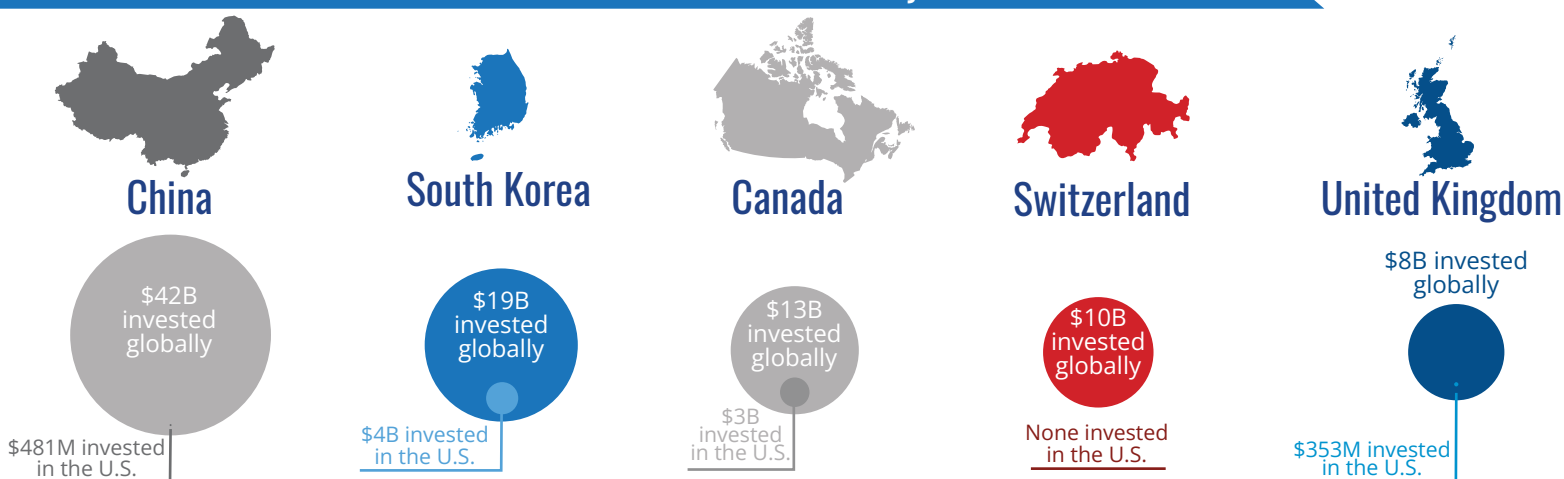 China
South Korea
Canada
Switzerland
United Kingdom
$42B
invested
globally
$481M invested
in the U.S.
$19B
invested
globally
$4B invested
in the U.S.
$13B
invested
globally
$3B
invested
in the U.S.
$10B
invested
globally
None invested
in the U.S.
$8B invested
globally
$353M invested
in the U.S.